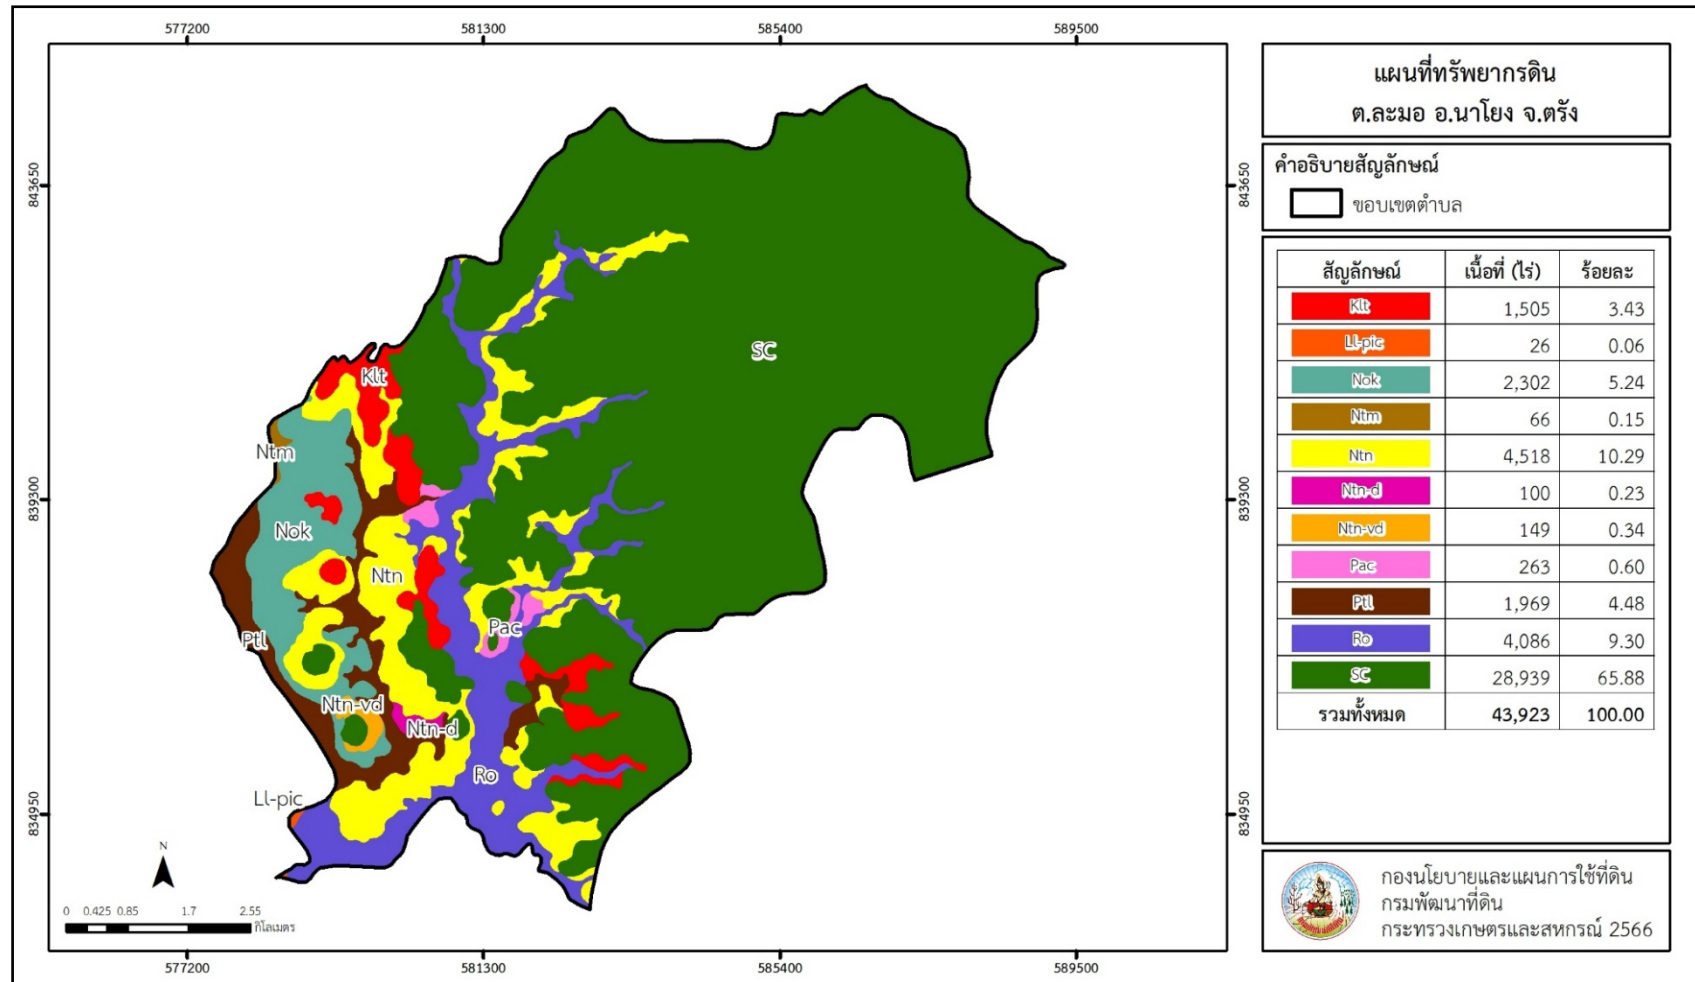 577200 581300 585400 589500
843650 843650
839300 839300
834950 834950
577200 581300 585400 589500
SC
Klt
Ntm
Nok
Ntn
Pac
Ptl
Ntn-vd
Ntn-d
Ro
Ll-pic
N
0 0.425 0.85 1.7 2.55
กิโลเมตร
แผนที่ทรัพยากรดิน
ต.ละมอ อ.นาโยง จ.ตรัง
คำอธิบายสัญลักษณ์
ขอบเขตตำบล
สัญลักษณ์ เนื้อที่ (ไร่) ร้อยละ
Klt 1,505 3.43
Ll-pic 26 0.06
Nok 2,302 5.24
Ntm 66 0.15
Ntn 4,518 10.29
Ntn-d 100 0.23
Ntn-vd 149 0.34
Pac 263 0.60
Ptl 1,969 4.48
Ro 4,086 9.30
SC 28,939 65.88
รวมทั้งหมด 43,923 100.00
กองนโยบายและแผนการใช้ที่ดิน
กรมพัฒนาที่ดิน
กระทรวงเกษตรและสหกรณ์ 2566